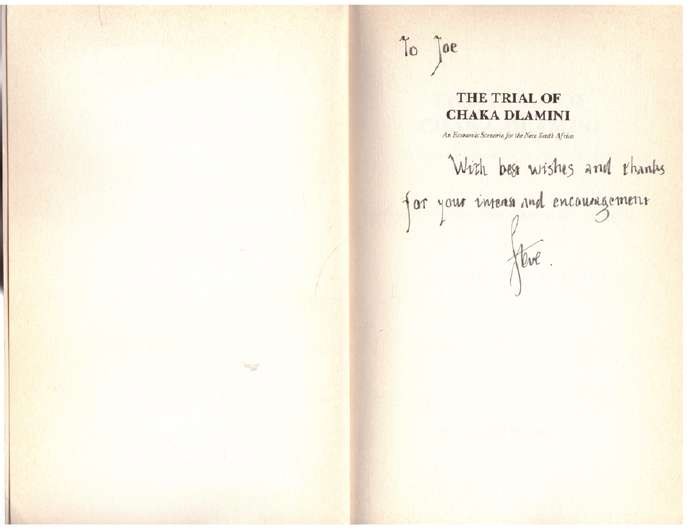 To Joe
THE TRIAL OF
CHAKA DLAMINI
An Economic Scenario for the New South Africa
With best wishes and thanks
for your interest and encouragement
Steve.